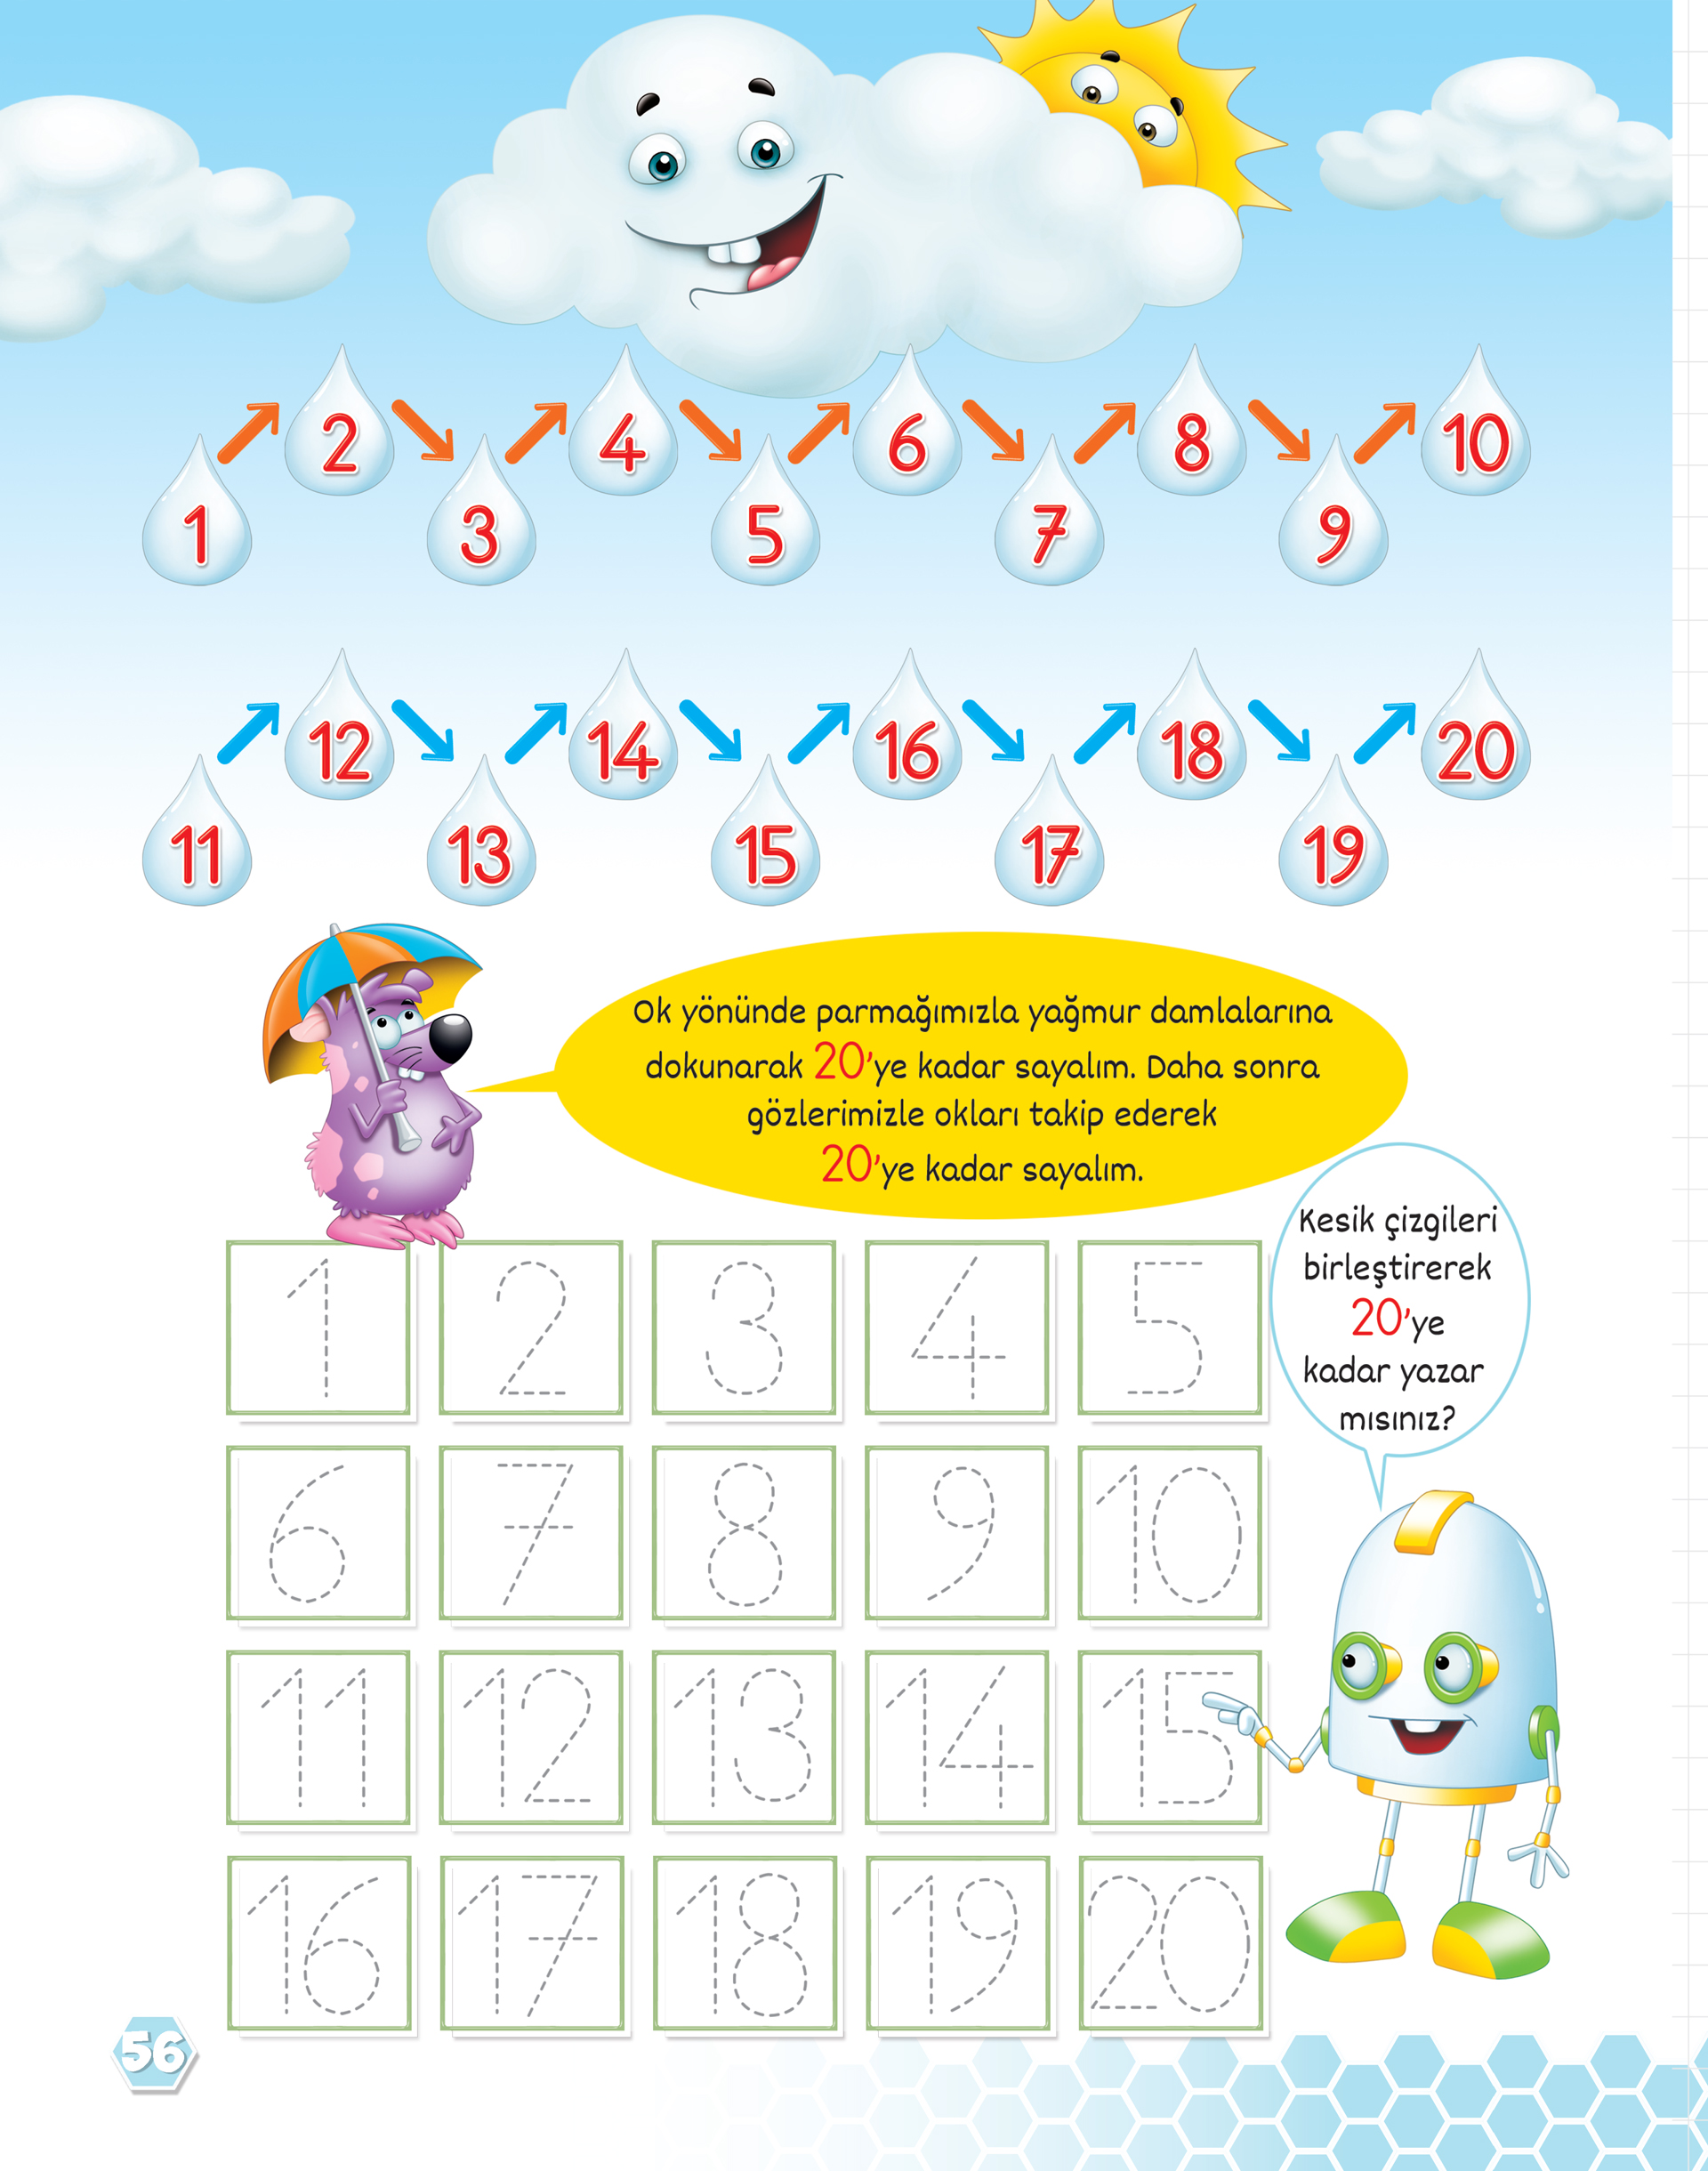 2 4 6 8 10
1 3 5 7 9
12 14 16 18 20
11 13 15 17 19
Ok yönünde parmağımızla yağmur damlalarına
dokunarak 20'ye kadar sayalım. Daha sonra
gözlerimizle okları takip ederek
20'ye kadar sayalım.
Kesik çizgileri
birleştirerek
20'ye
kadar yazar
mısınız?
1 2 3 4 5
6 7 8 9 10
11 12 13 14 15
16 17 18 19 20
56